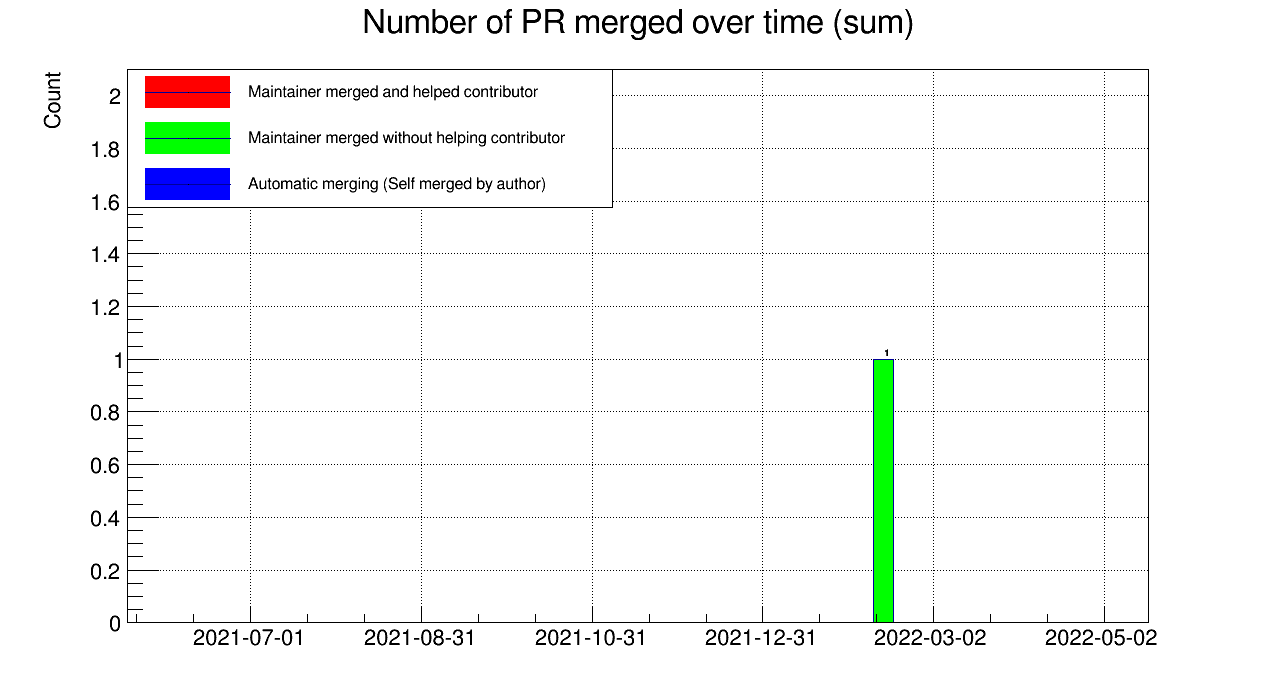 Number of PR merged over time (sum)
Count
Maintainer merged and helped contributor
Maintainer merged without helping contributor
Automatic merging (Self merged by author)
2
1.8
1.6
1.4
1.2
1
0.8
0.6
0.4
0.2
0
1
2021-07-01 2021-08-31 2021-10-31 2021-12-31 2022-03-02 2022-05-02